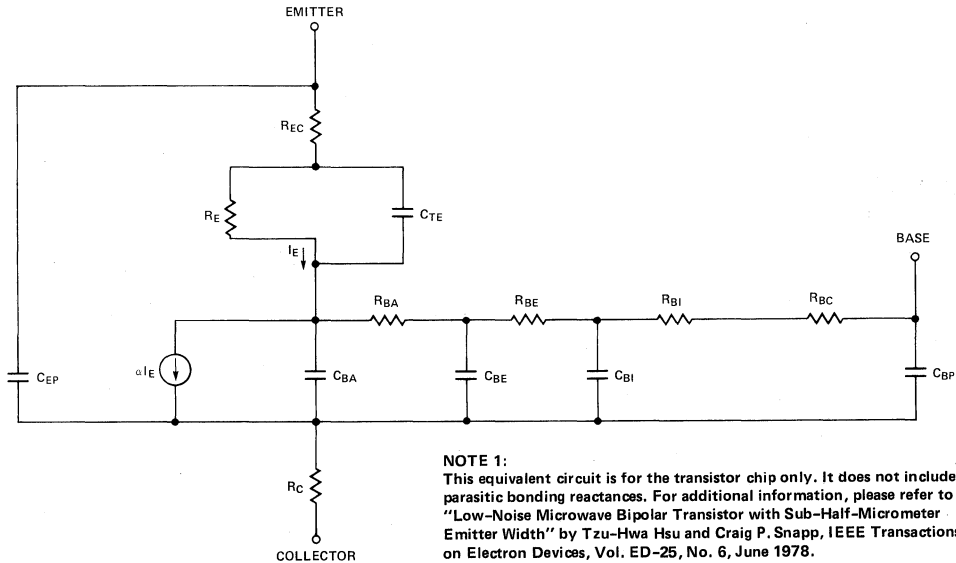 EMITTER
REC
RE
CTE
IE
BASE
RBA
RBE
RBI
RBC
CEP
αIE
CBA
CBE
CBI
CBP
RC
COLLECTOR
NOTE 1:
This equivalent circuit is for the transistor chip only. It does not include
parasitic bonding reactances. For additional information, please refer to
"Low-Noise Microwave Bipolar Transistor with Sub-Half-Micrometer
Emitter Width" by Tzu-Hwa Hsu and Craig P. Snapp, IEEE Transactions
on Electron Devices, Vol. ED-25, No. 6, June 1978.